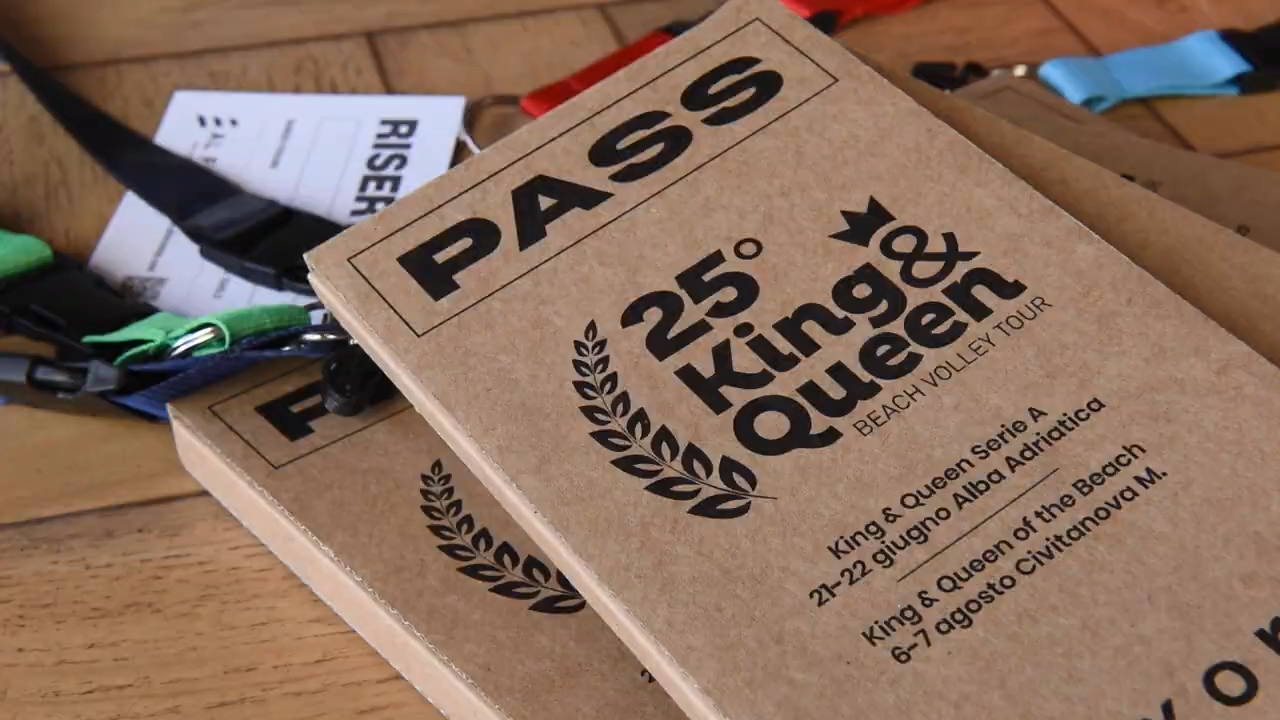 PASS
25°
King &
Queen
BEACH VOLLEY TOUR
King & Queen Serie A
21-22 giugno Alba Adriatica
King & Queen of the Beach
6-7 agosto Civitanova M.
RISER